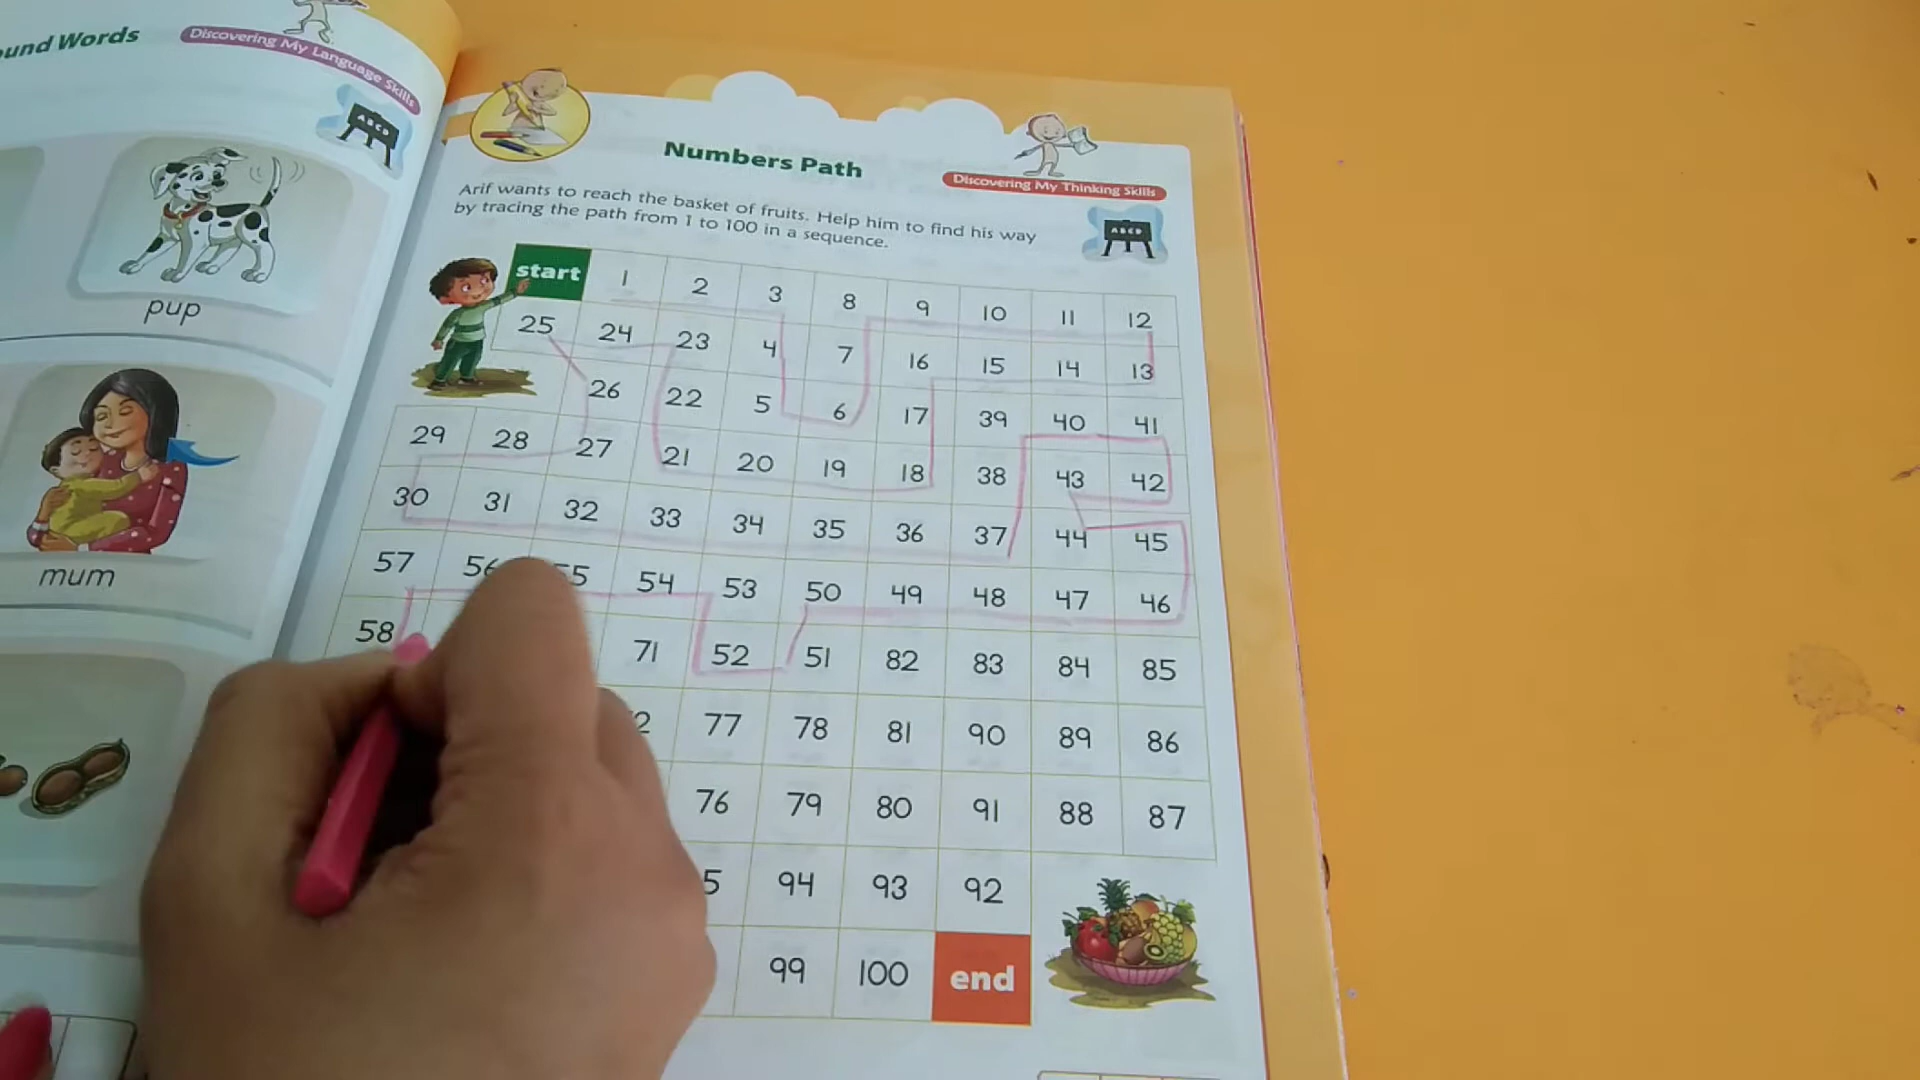 ound Words
Discovering My Language Skills
ABCD
pup
mum
Numbers Path
Discovering My Thinking Skills
ABCD
Arif wants to reach the basket of fruits. Help him to find his way
by tracing the path from 1 to 100 in a sequence.
start 1 2 3 8 9 10 11 12
25 24 23 4 7 16 15 14 13
26 22 5 6 17 39 40 41
29 28 27 21 20 19 18 38 43 42
30 31 32 33 34 35 36 37 44 45
57 56 55 54 53 50 49 48 47 46
58 71 52 51 82 83 84 85
77 78 81 90 89 86
76 79 80 91 88 87
94 93 92
99 100 end